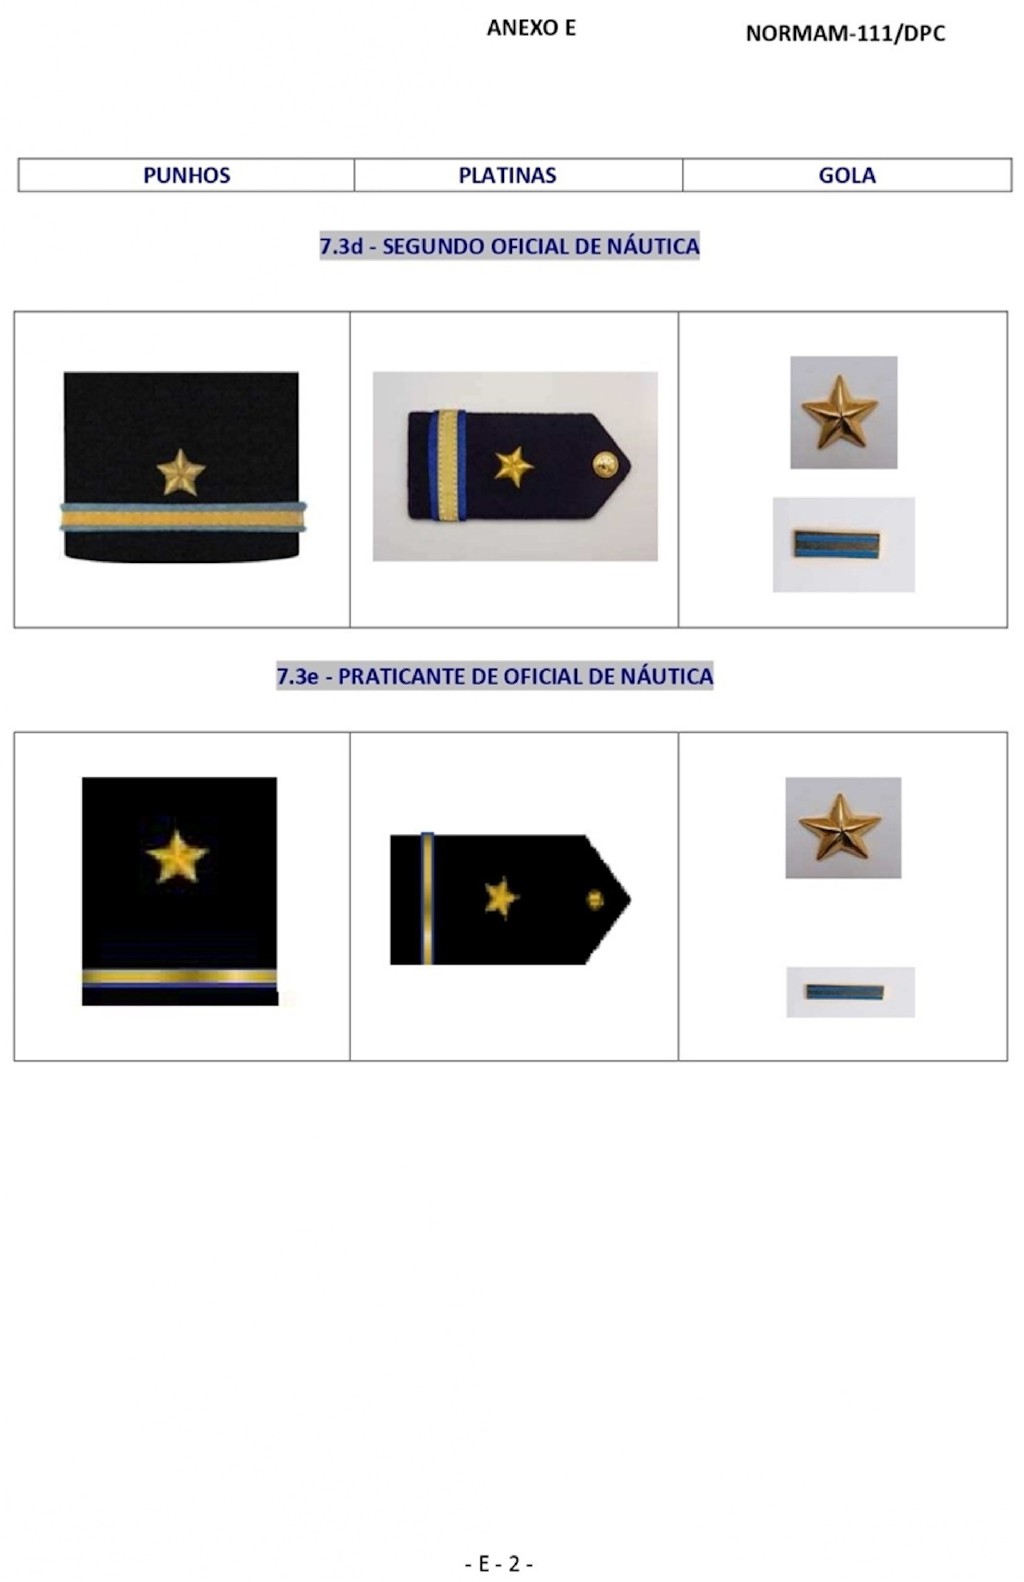 ANEXO E
NORMAM-111/DPC
PUNHOS PLATINAS GOLA
7.3d - SEGUNDO OFICIAL DE NÁUTICA
7.3e - PRATICANTE DE OFICIAL DE NÁUTICA
- E - 2 -